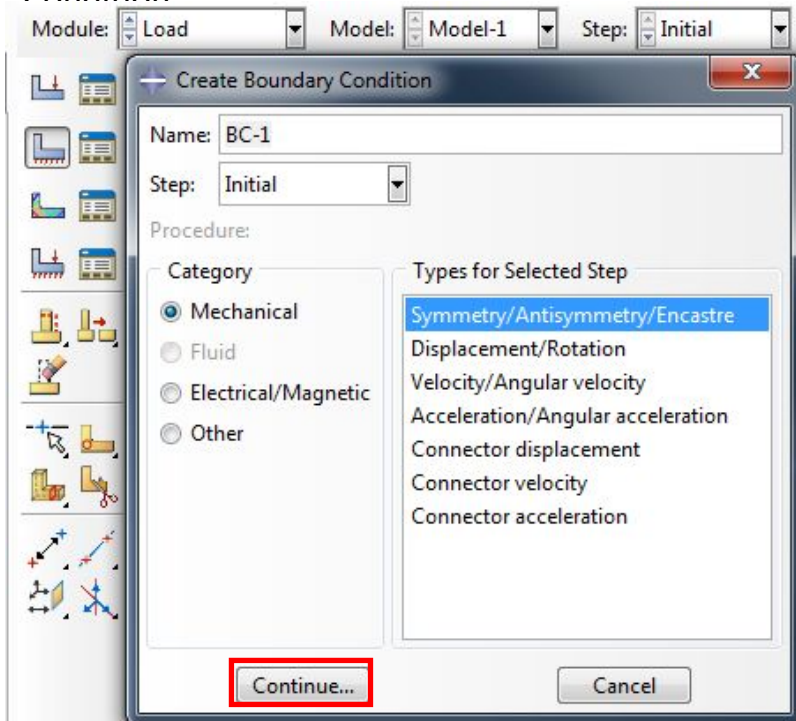 Module: Load Model: Model-1 Step: Initial
Create Boundary Condition
Name: BC-1
Step: Initial
Procedure:
Category
Mechanical
Fluid
Electrical/Magnetic
Other
Types for Selected Step
Symmetry/Antisymmetry/Encastre
Displacement/Rotation
Velocity/Angular velocity
Acceleration/Angular acceleration
Connector displacement
Connector velocity
Connector acceleration
Continue... Cancel